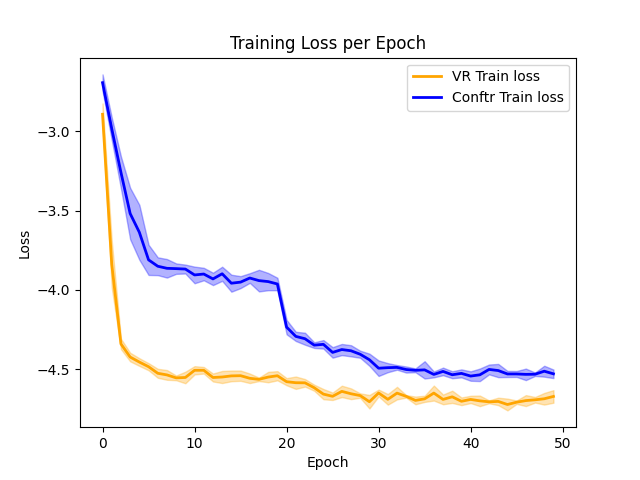 Training Loss per Epoch
VR Train loss
Conftr Train loss
−3.0
−3.5
−4.0
−4.5
Loss
0 10 20 30 40 50
Epoch